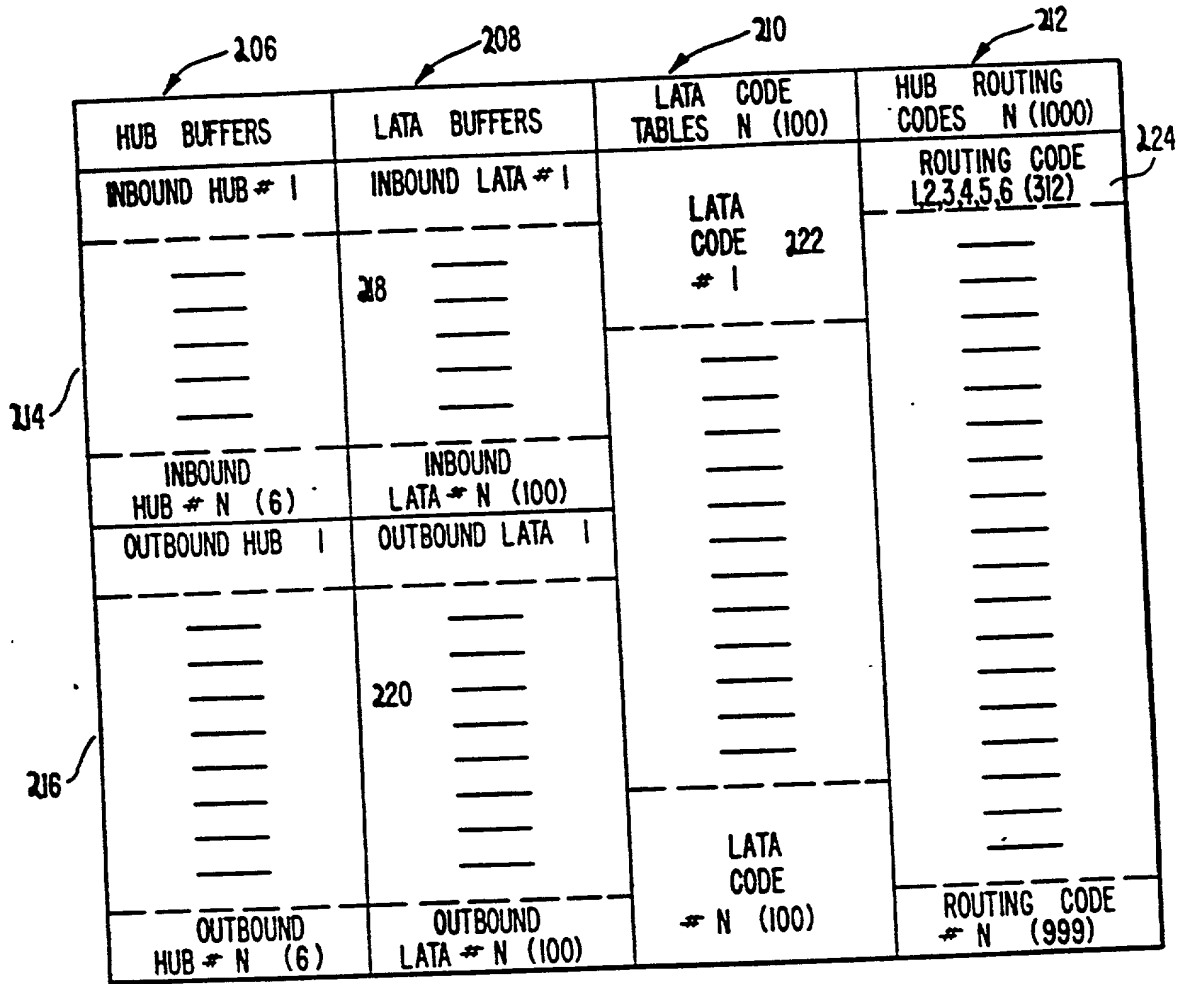 206
208
210
212
HUB BUFFERS
LATA BUFFERS
LATA CODE
TABLES N (100)
HUB ROUTING
CODES N (1000)
224
INBOUND HUB # 1
INBOUND LATA # 1
LATA
CODE 222
# 1
ROUTING CODE
1,2,3,4,5,6 (312)
218
214
INBOUND
HUB # N (6)
INBOUND
LATA # N (100)
OUTBOUND HUB 1
OUTBOUND LATA 1
220
216
OUTBOUND
HUB # N (6)
OUTBOUND
LATA # N (100)
LATA
CODE
# N (100)
ROUTING CODE
# N (999)